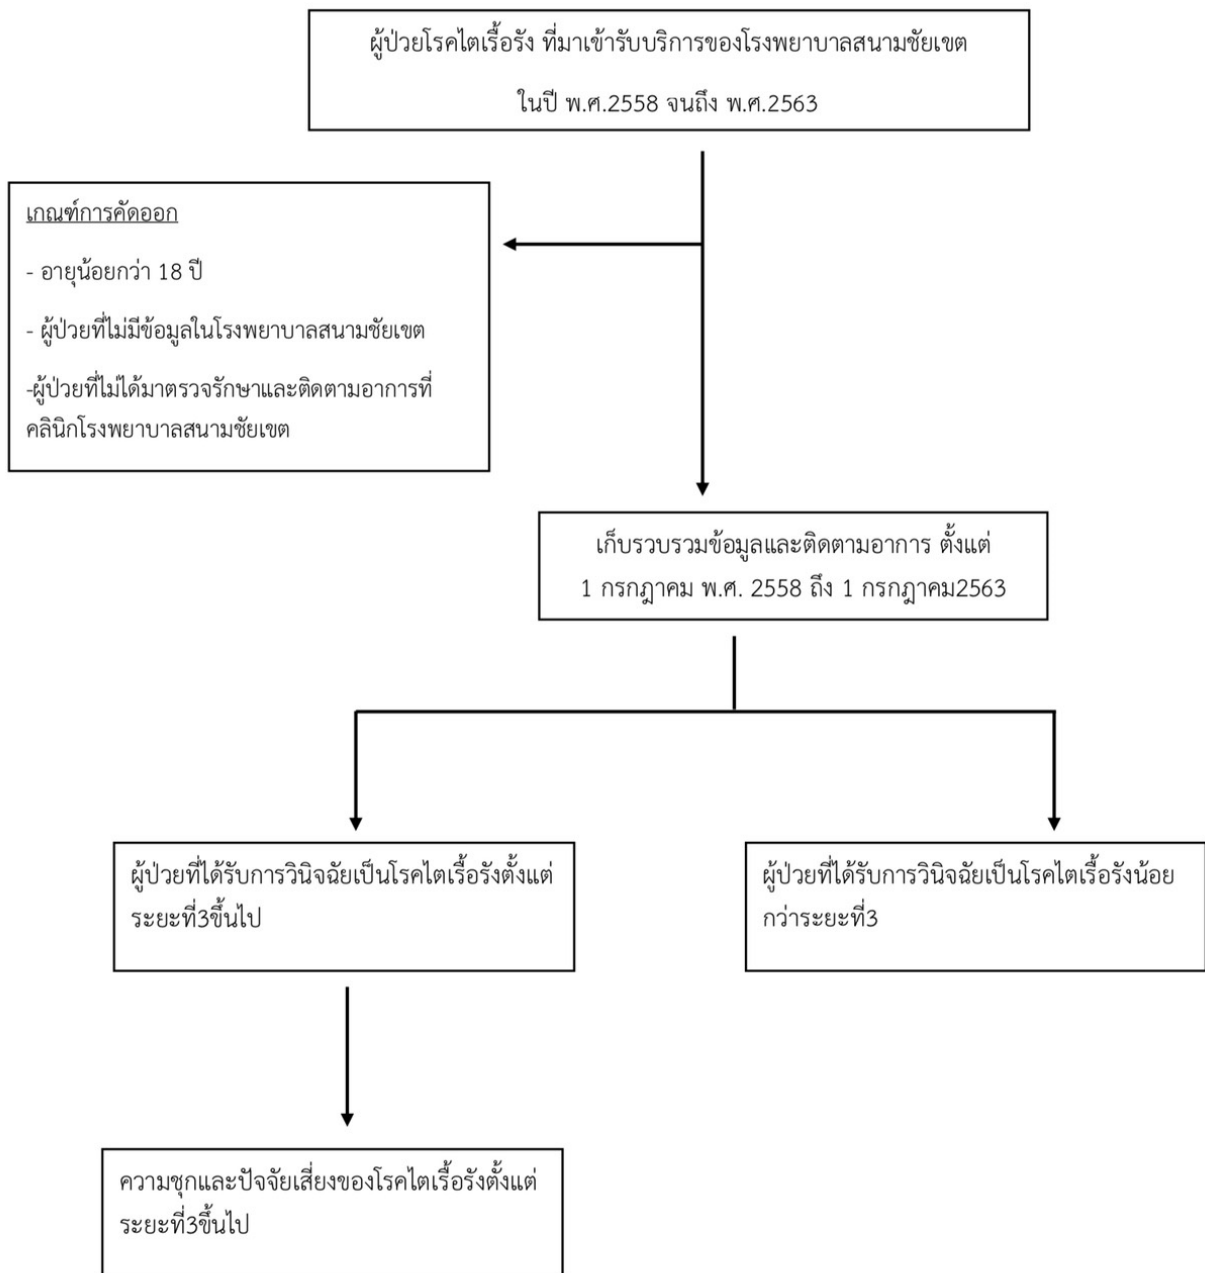 ผู้ป่วยโรคไตเรื้อรัง ที่มาเข้ารับบริการของโรงพยาบาลสนามชัยเขต
ในปี พ.ศ.2558 จนถึง พ.ศ.2563
เกณฑ์การคัดออก
- อายุน้อยกว่า 18 ปี
- ผู้ป่วยที่ไม่มีข้อมูลในโรงพยาบาลสนามชัยเขต
-ผู้ป่วยที่ไม่ได้มาตรวจรักษาและติดตามอาการที่
คลินิกโรงพยาบาลสนามชัยเขต
เก็บรวบรวมข้อมูลและติดตามอาการ ตั้งแต่
1 กรกฎาคม พ.ศ. 2558 ถึง 1 กรกฎาคม2563
ผู้ป่วยที่ได้รับการวินิจฉัยเป็นโรคไตเรื้อรังตั้งแต่
ระยะที่3ขึ้นไป
ผู้ป่วยที่ได้รับการวินิจฉัยเป็นโรคไตเรื้อรังน้อย
กว่าระยะที่3
ความชุกและปัจจัยเสี่ยงของโรคไตเรื้อรังตั้งแต่
ระยะที่3ขึ้นไป